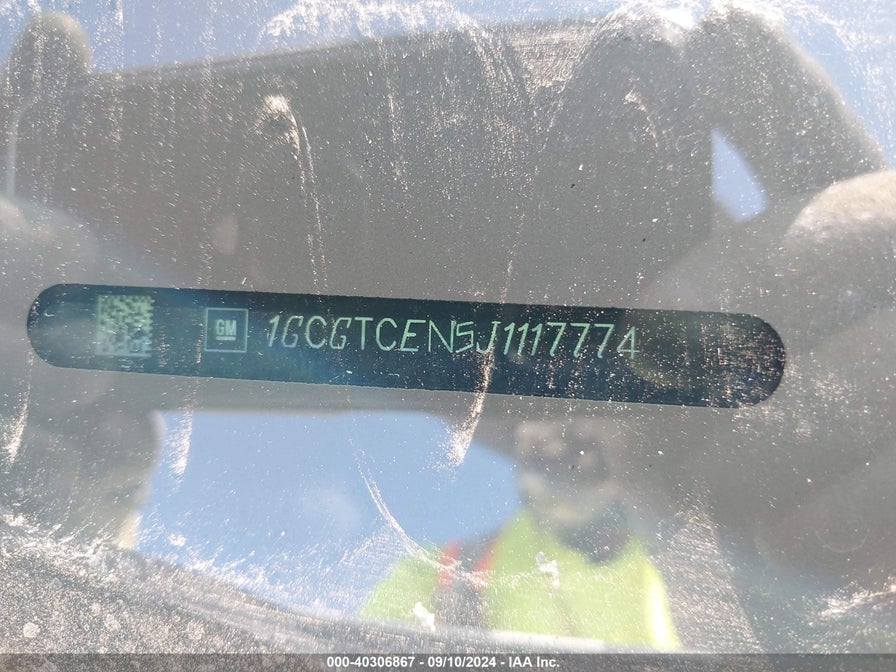 GM 1GCGTCEN5J1117774
000-40306867 - 09/10/2024 - IAA Inc.